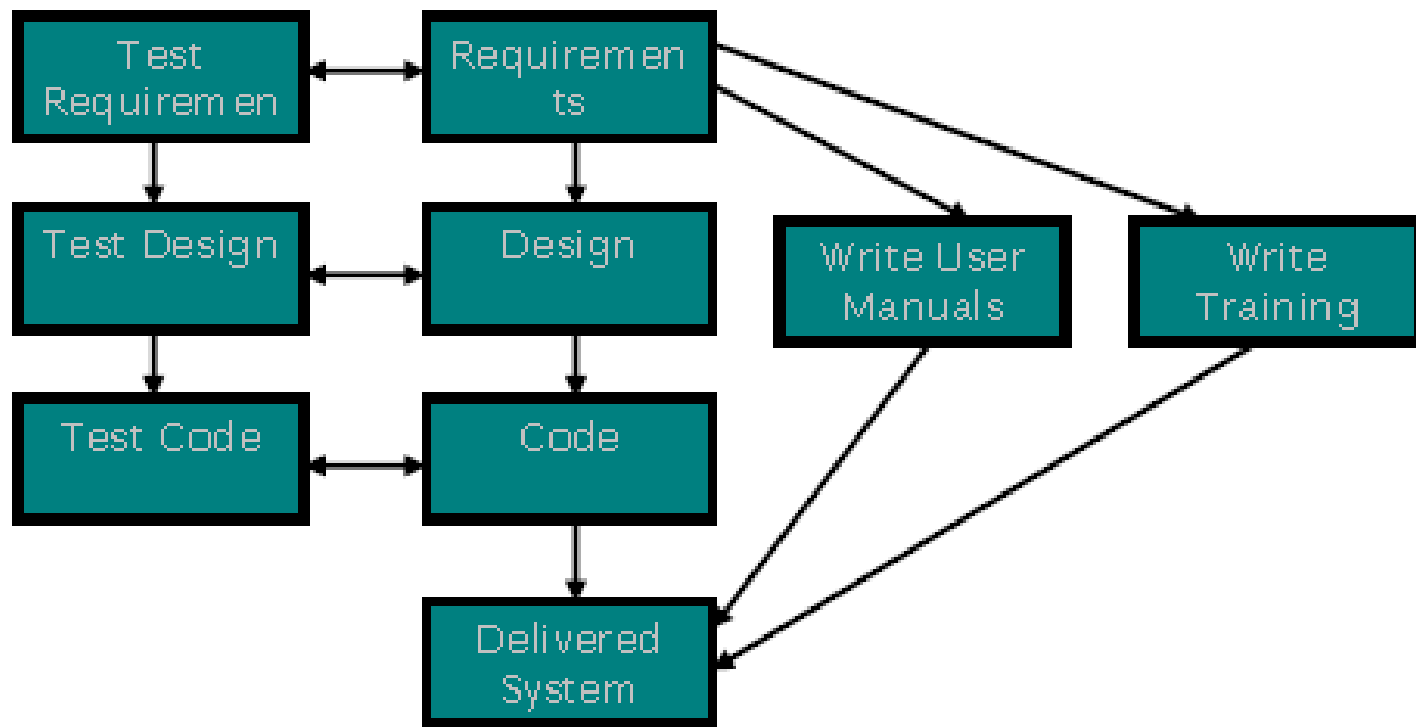 Test
Requiremen
Requiremen
ts
Test Design
Design
Write User
Manuals
Write
Training
Test Code
Code
Delivered
System